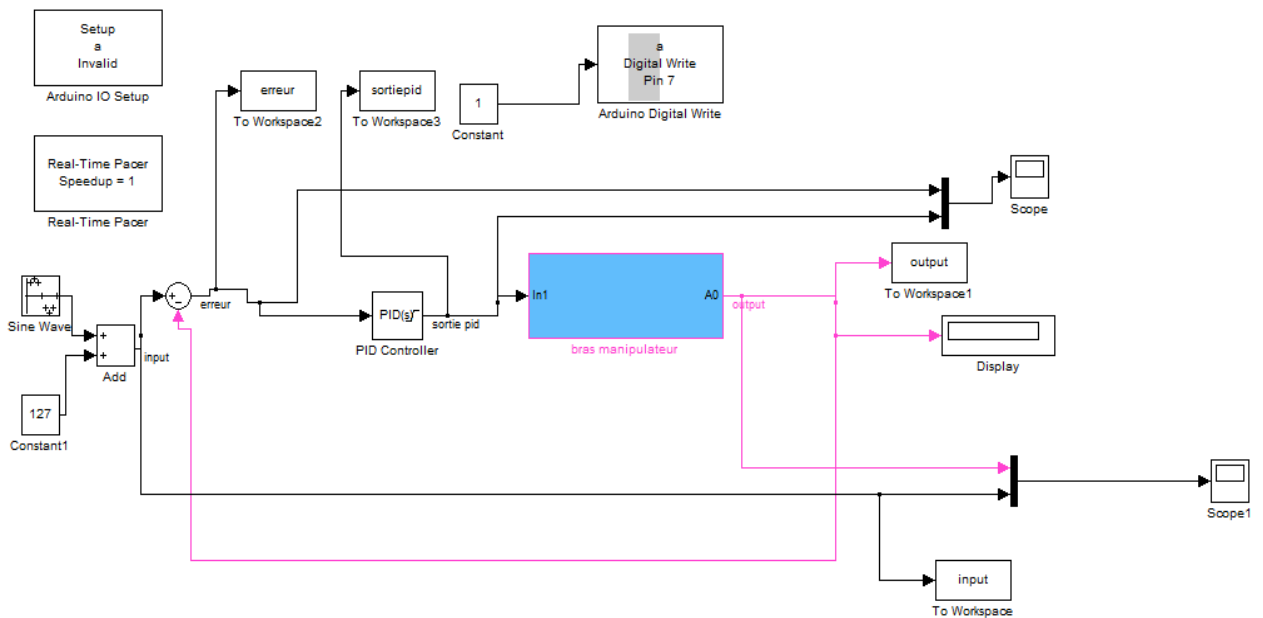 Setup
a
Invalid
Arduino IO Setup
Real-Time Pacer
Speedup = 1
Real-Time Pacer
erreur
To Workspace2
sortiepid
To Workspace3
1
Constant
a
Digital Write
Pin 7
Arduino Digital Write
Scope
Sine Wave
+
+
Add
127
Constant1
input
+
−
erreur
PID(s)
PID Controller
sortie pid
In1
A0
bras manipulateur
output
output
To Workspace1
Display
Scope1
input
To Workspace